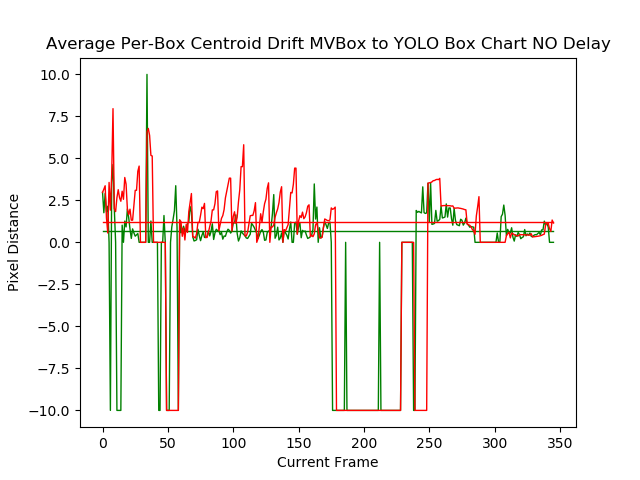 Average Per-Box Centroid Drift MVBox to YOLO Box Chart NO Delay
10.0
7.5
5.0
2.5
0.0
−2.5
−5.0
−7.5
−10.0
Pixel Distance
0 50 100 150 200 250 300 350
Current Frame